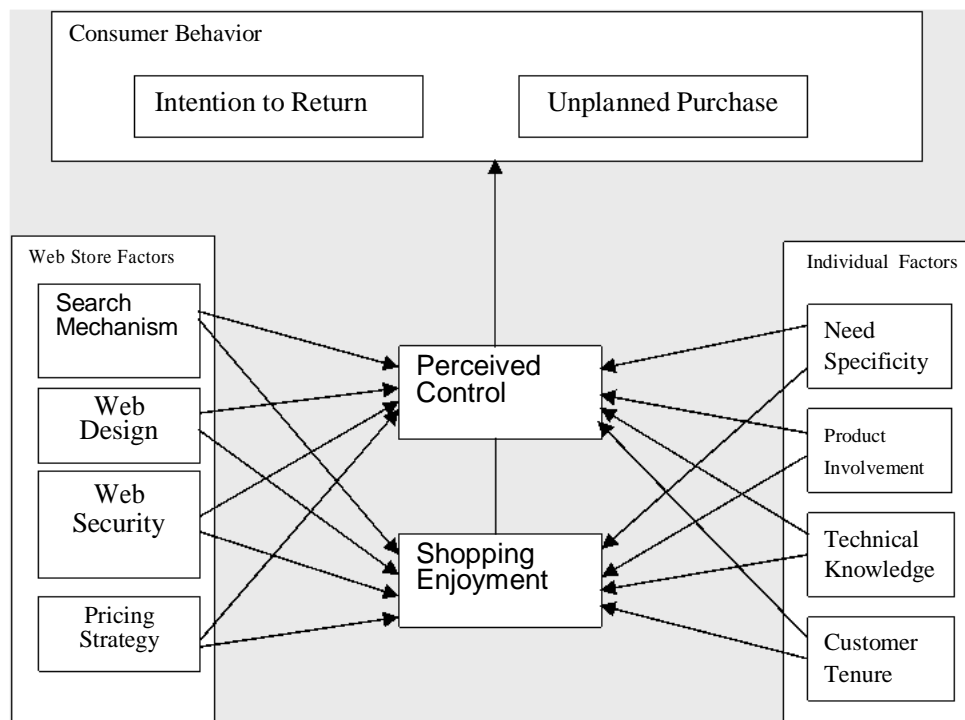 Consumer Behavior
Intention to Return
Unplanned Purchase
Web Store Factors
Search
Mechanism
Web
Design
Web
Security
Pricing
Strategy
Perceived
Control
Shopping
Enjoyment
Individual Factors
Need
Specificity
Product
Involvement
Technical
Knowledge
Customer
Tenure